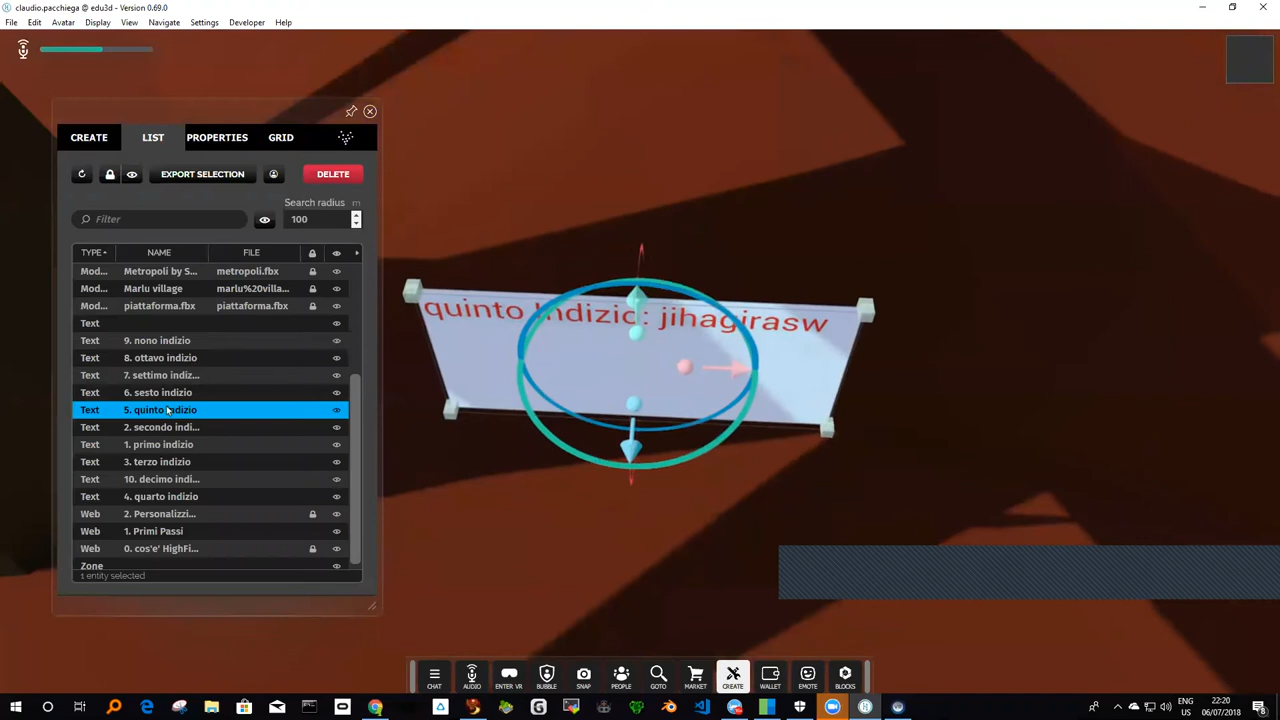 claudio.pacchiega @ edu3d - Version 0.69.0
File Edit Avatar Display View Navigate Settings Developer Help
CREATE LIST PROPERTIES GRID
EXPORT SELECTION DELETE
Search radius m
Filter 100
TYPE NAME FILE
Mod... Metropoli by S... metropoli.fbx
Mod... Marlu village marlu%20villa...
Mod... piattaforma.fbx piattaforma.fbx
Text
Text 9. nono indizio
Text 8. ottavo indizio
Text 7. settimo indiz...
Text 6. sesto indizio
Text 5. quinto indizio
Text 2. secondo indi...
Text 1. primo indizio
Text 3. terzo indizio
Text 10. decimo indi...
Text 4. quarto indizio
Web 2. Personalizzi...
Web 1. Primi Passi
Web 0. cos'e' HighFi...
Zone
1 entity selected
quinto Indizio: jihagirasw
CHAT AUDIO ENTER VR BUBBLE SNAP PEOPLE GOTO MARKET CREATE WALLET EMOTE BLOCKS
ENG 22:20
US 06/07/2018